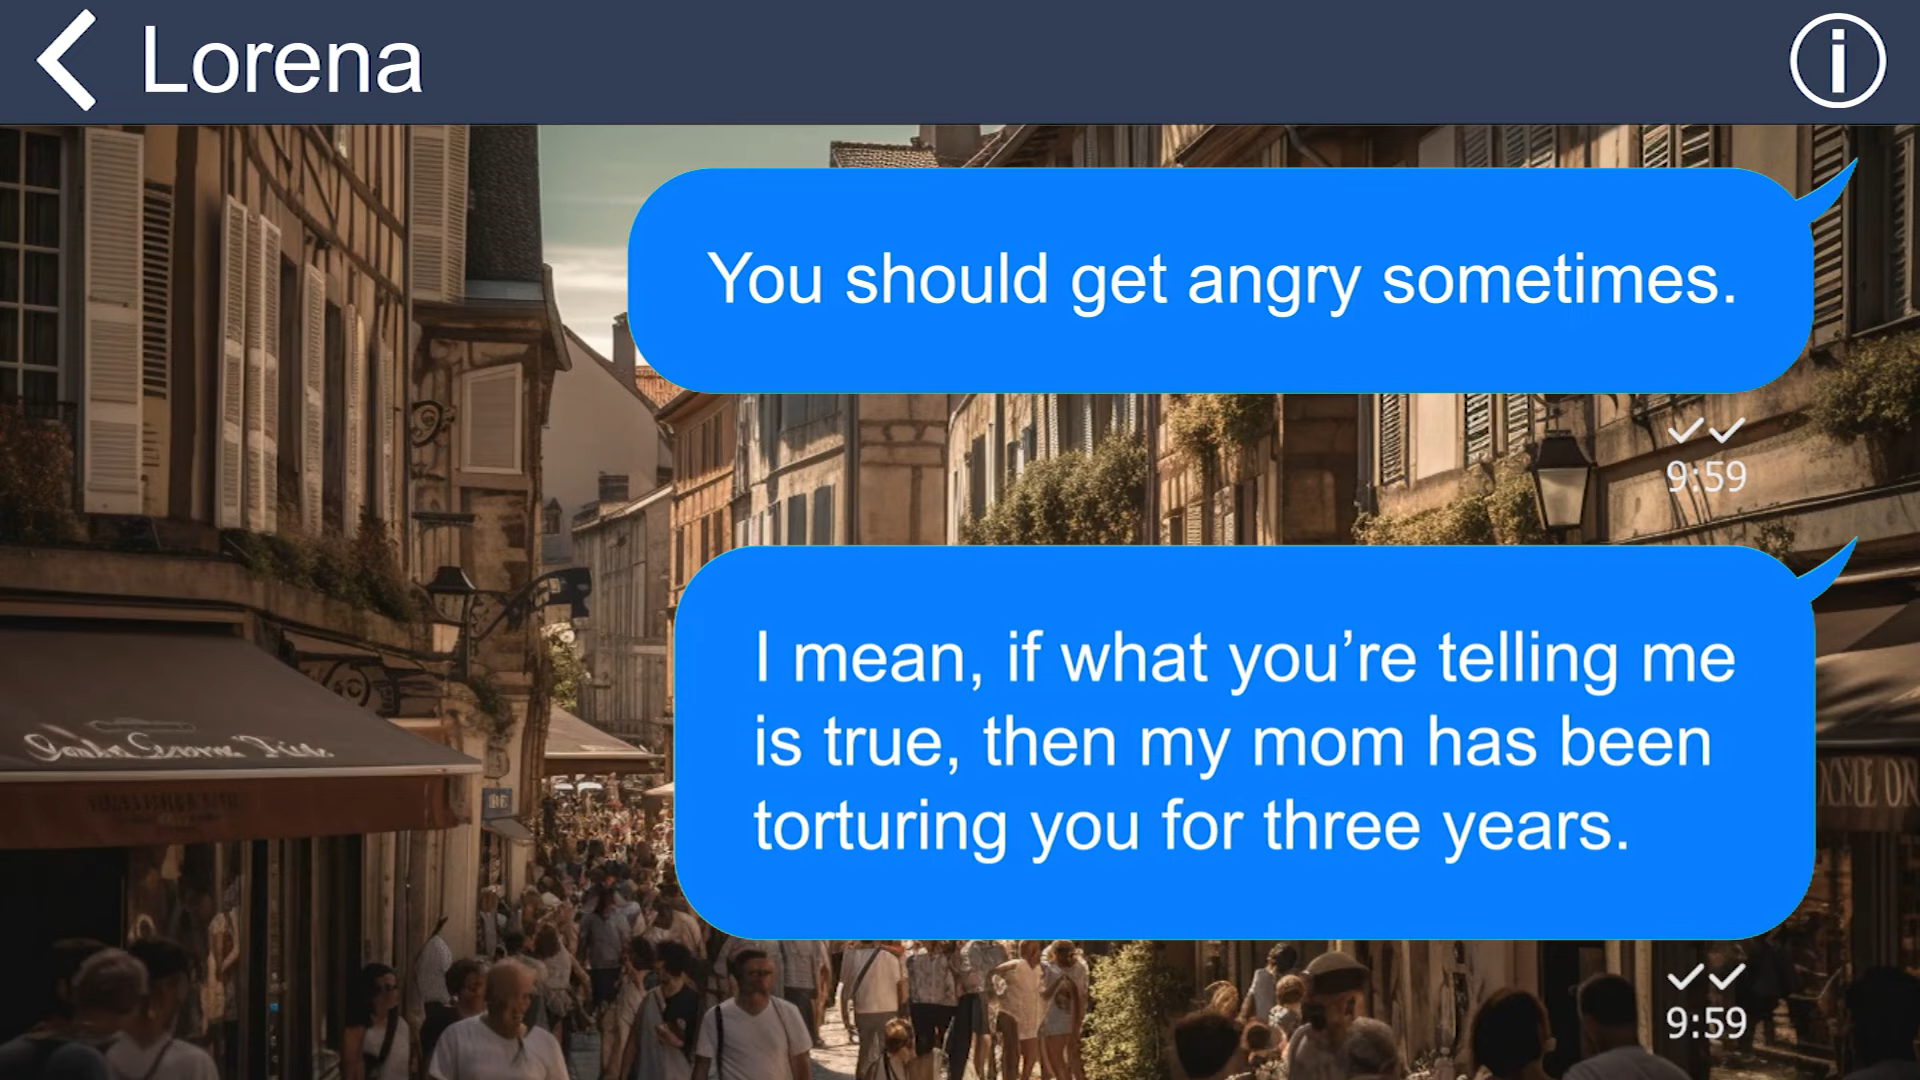 Lorena
You should get angry sometimes.
9:59
I mean, if what you’re telling me
is true, then my mom has been
torturing you for three years.
9:59